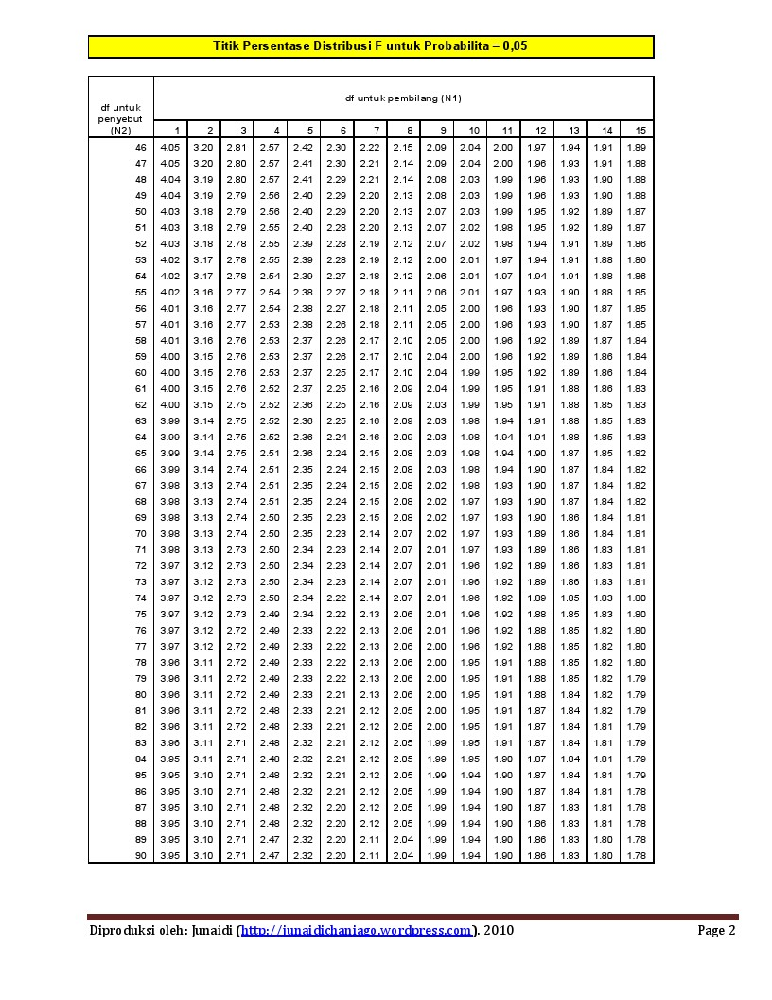 Titik Persentase Distribusi F untuk Probabilita = 0,05
df untuk penyebut (N2)
df untuk pembilang (N1)
1 2 3 4 5 6 7 8 9 10 11 12 13 14 15
46 4.05 3.20 2.81 2.57 2.42 2.30 2.22 2.15 2.09 2.04 2.00 1.97 1.94 1.91 1.89
47 4.05 3.20 2.80 2.57 2.41 2.30 2.21 2.14 2.09 2.04 2.00 1.96 1.93 1.91 1.88
48 4.04 3.19 2.80 2.57 2.41 2.29 2.21 2.14 2.08 2.03 1.99 1.96 1.93 1.90 1.88
49 4.04 3.19 2.79 2.56 2.40 2.29 2.20 2.13 2.08 2.03 1.99 1.96 1.93 1.90 1.88
50 4.03 3.18 2.79 2.56 2.40 2.29 2.20 2.13 2.07 2.03 1.99 1.95 1.92 1.89 1.87
51 4.03 3.18 2.79 2.55 2.40 2.28 2.20 2.13 2.07 2.02 1.98 1.95 1.92 1.89 1.87
52 4.03 3.18 2.78 2.55 2.39 2.28 2.19 2.12 2.07 2.02 1.98 1.94 1.91 1.89 1.86
53 4.02 3.17 2.78 2.55 2.39 2.28 2.19 2.12 2.06 2.01 1.97 1.94 1.91 1.88 1.86
54 4.02 3.17 2.78 2.54 2.39 2.27 2.18 2.12 2.06 2.01 1.97 1.94 1.91 1.88 1.86
55 4.02 3.16 2.77 2.54 2.38 2.27 2.18 2.11 2.06 2.01 1.97 1.93 1.90 1.88 1.85
56 4.01 3.16 2.77 2.54 2.38 2.27 2.18 2.11 2.05 2.00 1.96 1.93 1.90 1.87 1.85
57 4.01 3.16 2.77 2.53 2.38 2.26 2.18 2.11 2.05 2.00 1.96 1.93 1.90 1.87 1.85
58 4.01 3.16 2.76 2.53 2.37 2.26 2.17 2.10 2.05 2.00 1.96 1.92 1.89 1.87 1.84
59 4.00 3.15 2.76 2.53 2.37 2.26 2.17 2.10 2.04 2.00 1.96 1.92 1.89 1.86 1.84
60 4.00 3.15 2.76 2.53 2.37 2.25 2.17 2.10 2.04 1.99 1.95 1.92 1.89 1.86 1.84
61 4.00 3.15 2.76 2.52 2.37 2.25 2.16 2.09 2.04 1.99 1.95 1.91 1.88 1.86 1.83
62 4.00 3.15 2.75 2.52 2.36 2.25 2.16 2.09 2.03 1.99 1.95 1.91 1.88 1.85 1.83
63 3.99 3.14 2.75 2.52 2.36 2.25 2.16 2.09 2.03 1.98 1.94 1.91 1.88 1.85 1.83
64 3.99 3.14 2.75 2.52 2.36 2.24 2.16 2.09 2.03 1.98 1.94 1.91 1.88 1.85 1.83
65 3.99 3.14 2.75 2.51 2.36 2.24 2.15 2.08 2.03 1.98 1.94 1.90 1.87 1.85 1.82
66 3.99 3.14 2.74 2.51 2.35 2.24 2.15 2.08 2.03 1.98 1.94 1.90 1.87 1.84 1.82
67 3.98 3.13 2.74 2.51 2.35 2.24 2.15 2.08 2.02 1.98 1.93 1.90 1.87 1.84 1.82
68 3.98 3.13 2.74 2.51 2.35 2.24 2.15 2.08 2.02 1.97 1.93 1.90 1.87 1.84 1.82
69 3.98 3.13 2.74 2.50 2.35 2.23 2.15 2.08 2.02 1.97 1.93 1.90 1.86 1.84 1.81
70 3.98 3.13 2.74 2.50 2.35 2.23 2.14 2.07 2.02 1.97 1.93 1.89 1.86 1.84 1.81
71 3.98 3.13 2.73 2.50 2.34 2.23 2.14 2.07 2.01 1.97 1.93 1.89 1.86 1.83 1.81
72 3.97 3.12 2.73 2.50 2.34 2.23 2.14 2.07 2.01 1.96 1.92 1.89 1.86 1.83 1.81
73 3.97 3.12 2.73 2.50 2.34 2.23 2.14 2.07 2.01 1.96 1.92 1.89 1.86 1.83 1.81
74 3.97 3.12 2.73 2.50 2.34 2.22 2.14 2.07 2.01 1.96 1.92 1.89 1.85 1.83 1.80
75 3.97 3.12 2.73 2.49 2.34 2.22 2.13 2.06 2.01 1.96 1.92 1.88 1.85 1.83 1.80
76 3.97 3.12 2.72 2.49 2.33 2.22 2.13 2.06 2.01 1.96 1.92 1.88 1.85 1.82 1.80
77 3.97 3.12 2.72 2.49 2.33 2.22 2.13 2.06 2.00 1.96 1.92 1.88 1.85 1.82 1.80
78 3.96 3.11 2.72 2.49 2.33 2.22 2.13 2.06 2.00 1.95 1.91 1.88 1.85 1.82 1.80
79 3.96 3.11 2.72 2.49 2.33 2.22 2.13 2.06 2.00 1.95 1.91 1.88 1.85 1.82 1.79
80 3.96 3.11 2.72 2.49 2.33 2.21 2.13 2.06 2.00 1.95 1.91 1.88 1.84 1.82 1.79
81 3.96 3.11 2.72 2.48 2.33 2.21 2.12 2.05 2.00 1.95 1.91 1.87 1.84 1.82 1.79
82 3.96 3.11 2.72 2.48 2.33 2.21 2.12 2.05 2.00 1.95 1.91 1.87 1.84 1.81 1.79
83 3.96 3.11 2.71 2.48 2.32 2.21 2.12 2.05 1.99 1.95 1.91 1.87 1.84 1.81 1.79
84 3.95 3.11 2.71 2.48 2.32 2.21 2.12 2.05 1.99 1.95 1.90 1.87 1.84 1.81 1.79
85 3.95 3.10 2.71 2.48 2.32 2.21 2.12 2.05 1.99 1.94 1.90 1.87 1.84 1.81 1.79
86 3.95 3.10 2.71 2.48 2.32 2.21 2.12 2.05 1.99 1.94 1.90 1.87 1.84 1.81 1.78
87 3.95 3.10 2.71 2.48 2.32 2.20 2.12 2.05 1.99 1.94 1.90 1.87 1.83 1.81 1.78
88 3.95 3.10 2.71 2.48 2.32 2.20 2.12 2.05 1.99 1.94 1.90 1.86 1.83 1.81 1.78
89 3.95 3.10 2.71 2.47 2.32 2.20 2.11 2.04 1.99 1.94 1.90 1.86 1.83 1.80 1.78
90 3.95 3.10 2.71 2.47 2.32 2.20 2.11 2.04 1.99 1.94 1.90 1.86 1.83 1.80 1.78
Diproduksi oleh: Junaidi (http://junaidichaniago.wordpress.com). 2010 Page 2